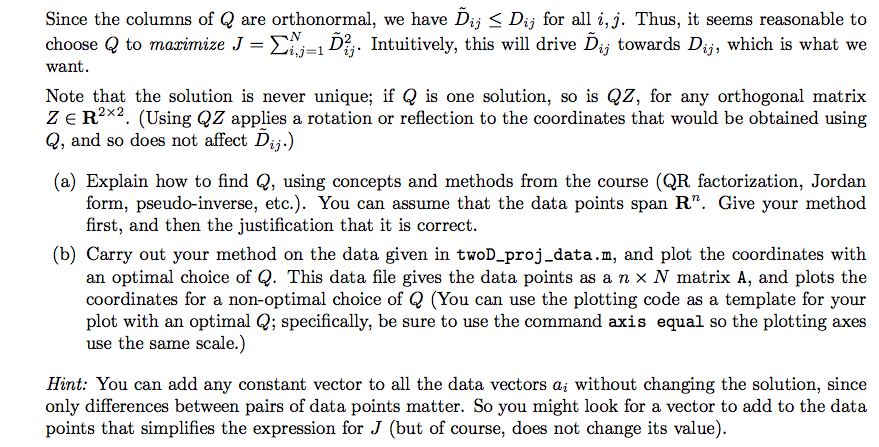 Since the columns of Q are orthonormal, we have D̃ij ≤ Dij for all i, j. Thus, it seems reasonable to
choose Q to maximize J = ∑ᴺi,j=1 D̃²ij. Intuitively, this will drive D̃ij towards Dij, which is what we
want.
Note that the solution is never unique; if Q is one solution, so is QZ, for any orthogonal matrix
Z ∈ R²ˣ². (Using QZ applies a rotation or reflection to the coordinates that would be obtained using
Q, and so does not affect D̃ij.)
(a) Explain how to find Q, using concepts and methods from the course (QR factorization, Jordan
form, pseudo-inverse, etc.). You can assume that the data points span Rⁿ. Give your method
first, and then the justification that it is correct.
(b) Carry out your method on the data given in twoD_proj_data.m, and plot the coordinates with
an optimal choice of Q. This data file gives the data points as a n × N matrix A, and plots the
coordinates for a non-optimal choice of Q (You can use the plotting code as a template for your
plot with an optimal Q; specifically, be sure to use the command axis equal so the plotting axes
use the same scale.)
Hint: You can add any constant vector to all the data vectors ai without changing the solution, since
only differences between pairs of data points matter. So you might look for a vector to add to the data
points that simplifies the expression for J (but of course, does not change its value).